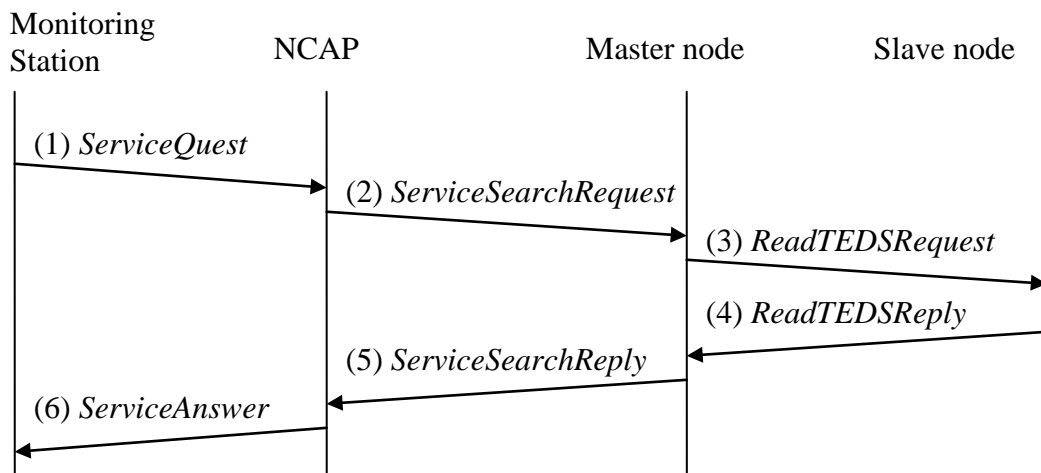 Monitoring
Station
NCAP
Master node
Slave node
(1) ServiceQuest
(2) ServiceSearchRequest
(3) ReadTEDSRequest
(4) ReadTEDSReply
(5) ServiceSearchReply
(6) ServiceAnswer